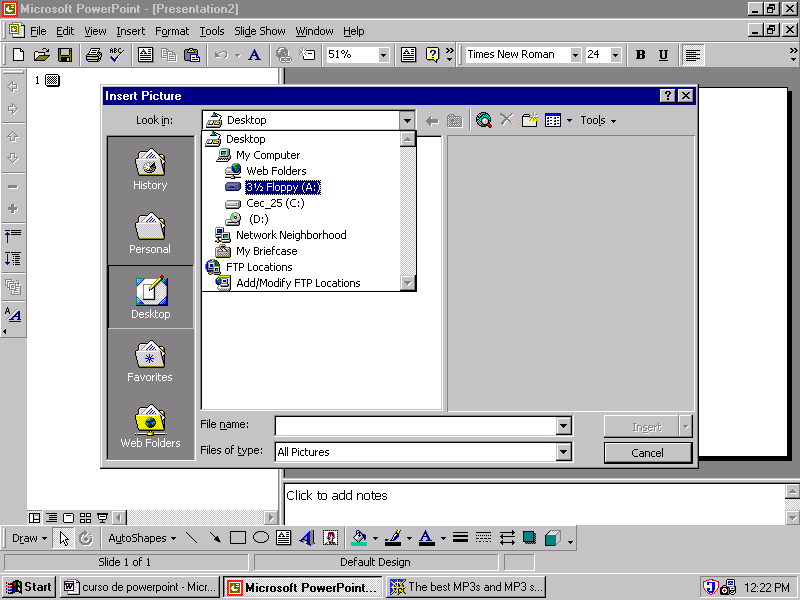 Microsoft PowerPoint - [Presentation2]
File Edit View Insert Format Tools Slide Show Window Help
51% Times New Roman 24 B U
1
Insert Picture
Look in: Desktop Tools
Desktop
My Computer
Web Folders
3½ Floppy (A:)
Cec_25 (C:)
(D:)
Network Neighborhood
My Briefcase
FTP Locations
Add/Modify FTP Locations
History
Personal
Desktop
Favorites
Web Folders
File name: Insert
Files of type: All Pictures Cancel
Click to add notes
Draw AutoShapes
Slide 1 of 1 Default Design
Start curso de powerpoint - Micr... Microsoft PowerPoint... The best MP3s and MP3 s... 12:22 PM